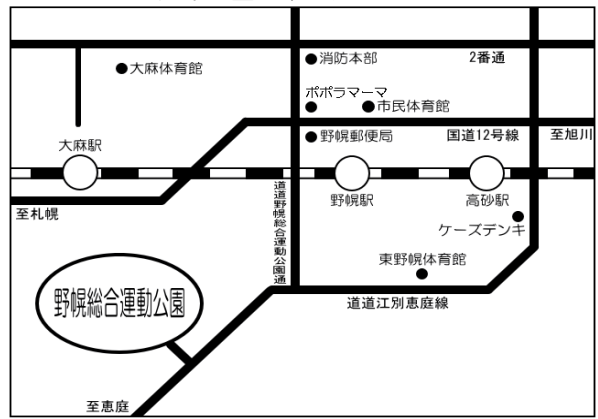 消防本部
2番通
大麻体育館
ポポラマーマ
市民体育館
大麻駅
野幌郵便局
国道12号線
至旭川
野幌駅
高砂駅
至札幌
道道野幌総合運動公園通
ケーズデンキ
東野幌体育館
野幌総合運動公園
道道江別恵庭線
至恵庭